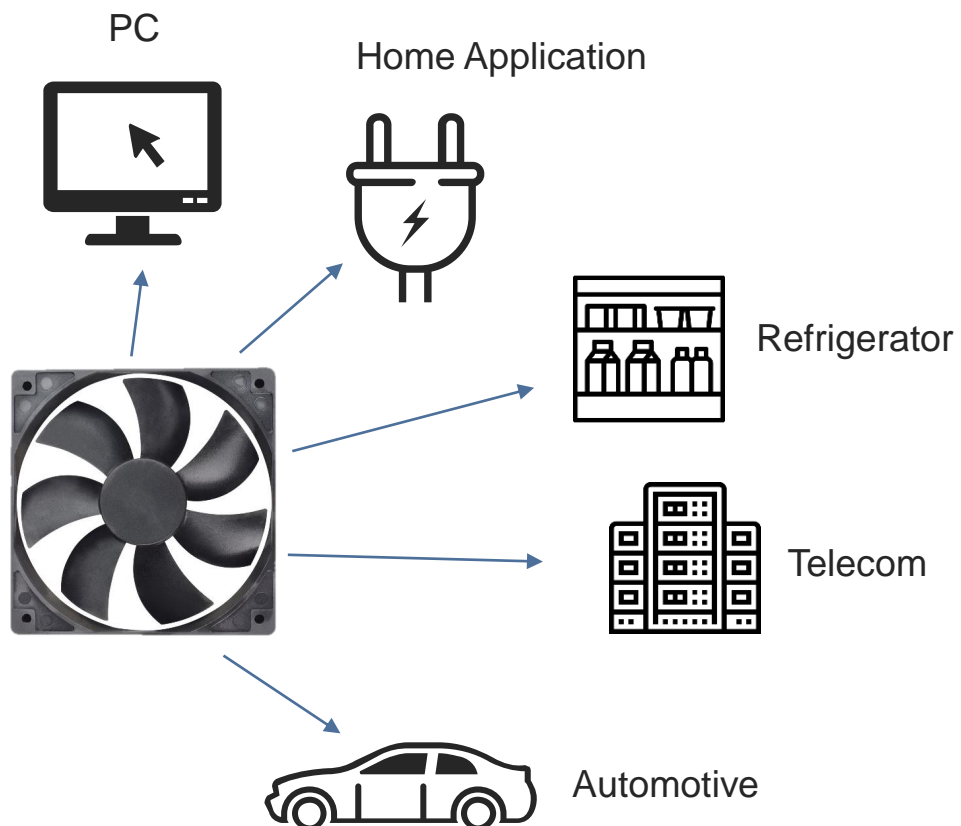 PC
Home Application
Refrigerator
Telecom
Automotive